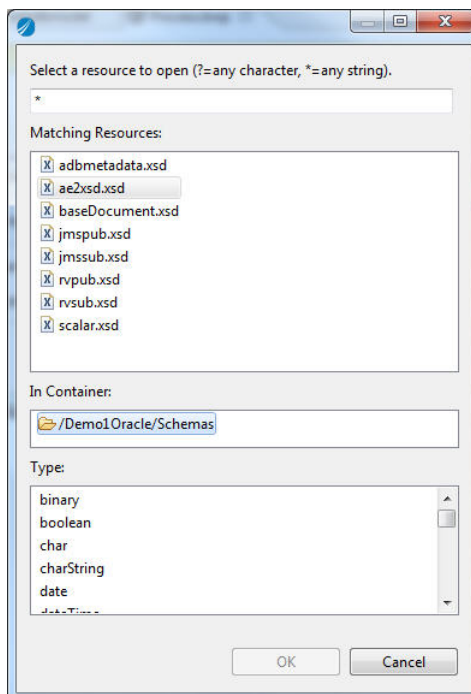 Select a resource to open (?=any character, *=any string).
*
Matching Resources:
adbmetadata.xsd
ae2xsd.xsd
baseDocument.xsd
jmspub.xsd
jmssub.xsd
rvpub.xsd
rvsub.xsd
scalar.xsd
In Container:
/Demo1Oracle/Schemas
Type:
binary
boolean
char
charString
date
dateTime
OK
Cancel